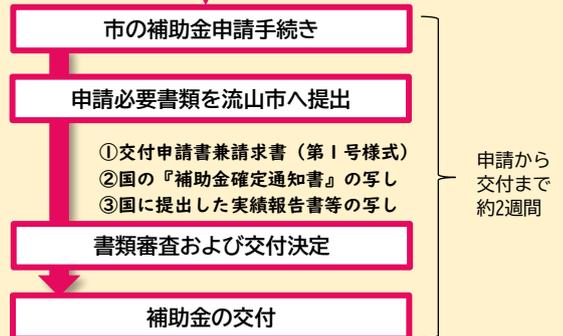 市の補助金申請手続き
申請必要書類を流山市へ提出
①交付申請書兼請求書（第1号様式）
②国の『補助金確定通知書』の写し
③国に提出した実績報告書等の写し
申請から
交付まで
約2週間
書類審査および交付決定
補助金の交付